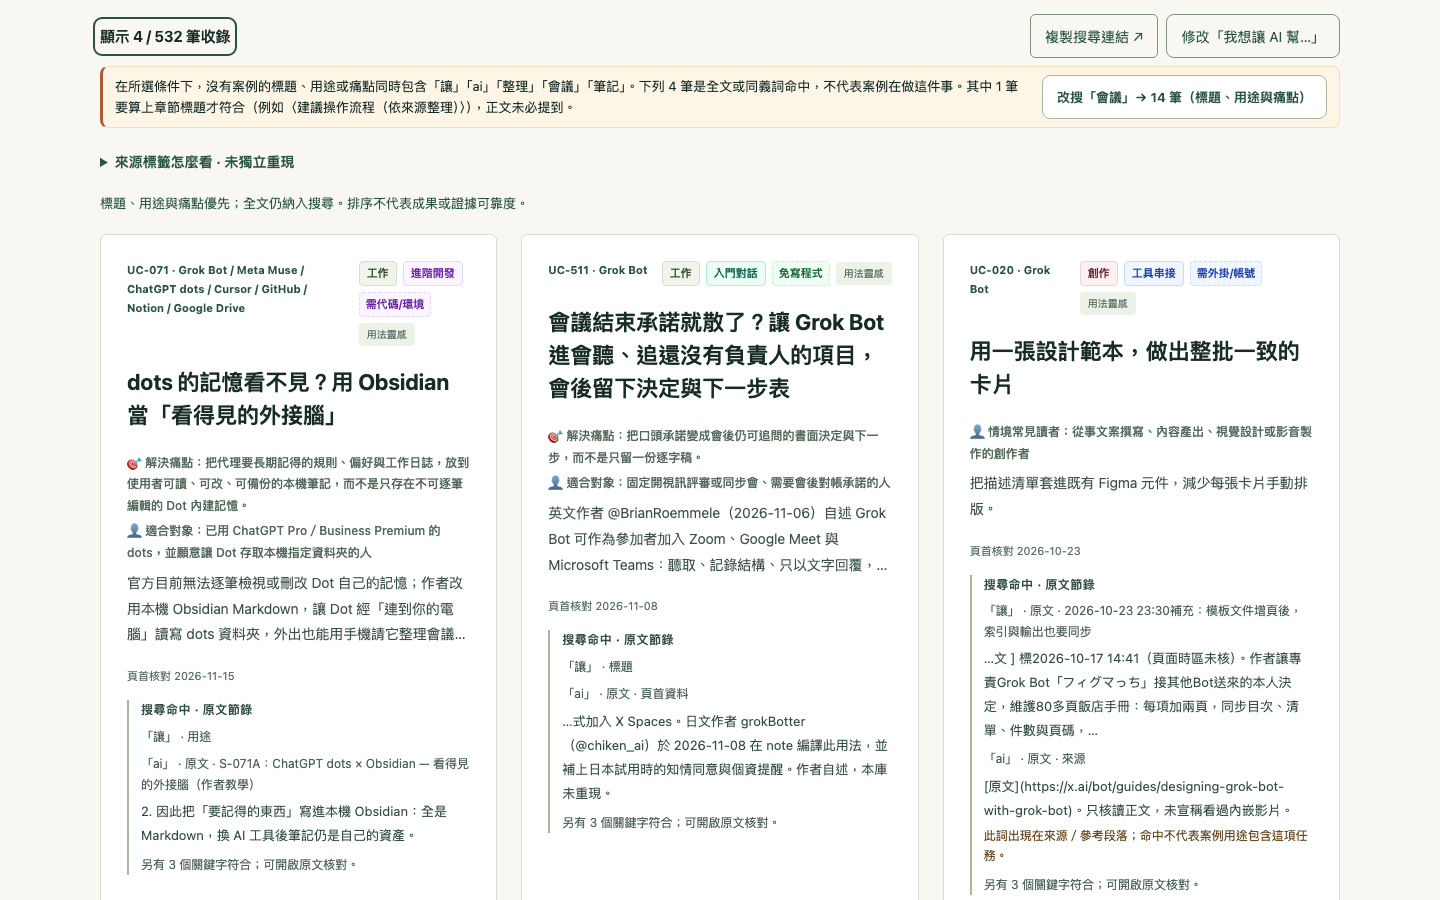 顯示 4 / 532 筆收錄
複製搜尋連結 ↗
修改「我想讓 AI 幫…」
在所選條件下，沒有案例的標題、用途或痛點同時包含「讓」「ai」「整理」「會議」「筆記」。下列 4 筆是全文或同義詞命中，不代表案例在做這件事。其中 1 筆
要算上章節標題才符合（例如〈建議操作流程（依來源整理）〉），正文未必提到。
改搜「會議」→ 14 筆（標題、用途與痛點）
▶ 來源標籤怎麼看 · 未獨立重現
標題、用途與痛點優先；全文仍納入搜尋。排序不代表成果或證據可靠度。
UC-071 · Grok Bot / Meta Muse /
ChatGPT dots / Cursor / GitHub /
Notion / Google Drive
工作
進階開發
需代碼/環境
用法靈感
dots 的記憶看不見？用 Obsidian
當「看得見的外接腦」
🎯 解決痛點：把代理要長期記得的規則、偏好與工作日誌，放到
使用者可讀、可改、可備份的本機筆記，而不是只存在不可逐筆
編輯的 Dot 內建記憶。
👤 適合對象：已用 ChatGPT Pro / Business Premium 的
dots，並願意讓 Dot 存取本機指定資料夾的人
官方目前無法逐筆檢視或刪改 Dot 自己的記憶；作者改
用本機 Obsidian Markdown，讓 Dot 經「連到你的電
腦」讀寫 dots 資料夾，外出也能用手機請它整理會議…
頁首核對 2026-11-15
搜尋命中 · 原文節錄
「讓」 · 用途
「ai」 · 原文 · S-071A：ChatGPT dots × Obsidian — 看得見
的外接腦（作者教學）
2. 因此把「要記得的東西」寫進本機 Obsidian：全是
Markdown，換 AI 工具後筆記仍是自己的資產。
另有 3 個關鍵字符合；可開啟原文核對。
UC-511 · Grok Bot
工作
入門對話
免寫程式
用法靈感
會議結束承諾就散了？讓 Grok Bot
進會聽、追還沒有負責人的項目，
會後留下決定與下一步表
🎯 解決痛點：把口頭承諾變成會後仍可追問的書面決定與下一
步，而不是只留一份逐字稿。
👤 適合對象：固定開視訊評審或同步會、需要會後對帳承諾的人
英文作者 @BrianRoemmele（2026-11-06）自述 Grok
Bot 可作為參加者加入 Zoom、Google Meet 與
Microsoft Teams：聽取、記錄結構、只以文字回覆，…
頁首核對 2026-11-08
搜尋命中 · 原文節錄
「讓」 · 標題
「ai」 · 原文 · 頁首資料
…式加入 X Spaces。日文作者 grokBotter
（@chiken_ai）於 2026-11-08 在 note 編譯此用法，並
補上日本試用時的知情同意與個資提醒。作者自述，本庫
未重現。
另有 3 個關鍵字符合；可開啟原文核對。
UC-020 · Grok
Bot
創作
工具串接
需外掛/帳號
用法靈感
用一張設計範本，做出整批一致的
卡片
👤 情境常見讀者：從事文案撰寫、內容產出、視覺設計或影音製
作的創作者
把描述清單套進既有 Figma 元件，減少每張卡片手動排
版。
頁首核對 2026-10-23
搜尋命中 · 原文節錄
「讓」 · 原文 · 2026-10-23 23:30補充：模板文件增頁後，
索引與輸出也要同步
…文 ] 標2026-10-17 14:41（頁面時區未核）。作者讓專
責Grok Bot「フィグマっち」接其他Bot送來的本人決
定，維護80多頁飯店手冊：每項加兩頁，同步目次、清
單、件數與頁碼，…
「ai」 · 原文 · 來源
[原文](https://x.ai/bot/guides/designing-grok-bot-
with-grok-bot)。只核讀正文，未宣稱看過內嵌影片。
此詞出現在來源 / 參考段落；命中不代表案例用途包含這項任
務。
另有 3 個關鍵字符合；可開啟原文核對。